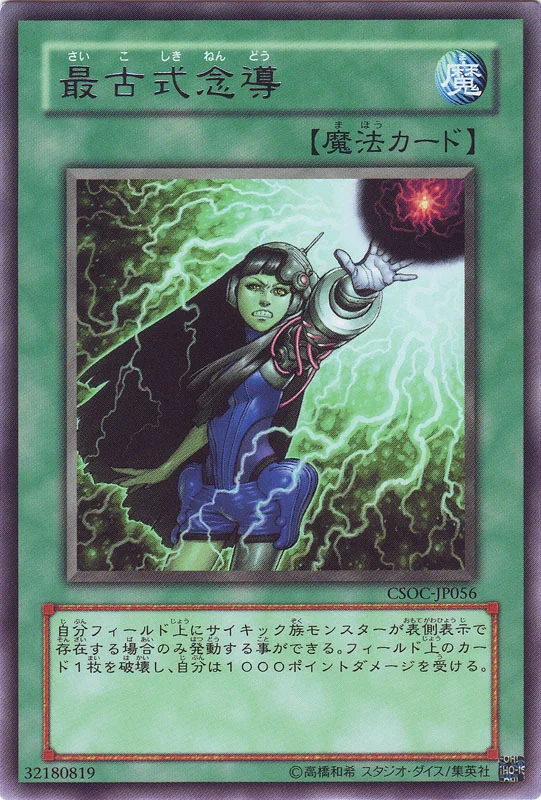 さいこしきねんどう
最古式念導
魔
まほう
【魔法カード】
CSOC-JP056
自分フィールド上にサイキック族モンスターが表側表示で
存在する場合のみ発動する事ができる。フィールド上のカー
ド1枚を破壊し、自分は1000ポイントダメージを受ける。
32180819
©高橋和希 スタジオ・ダイス/集英社